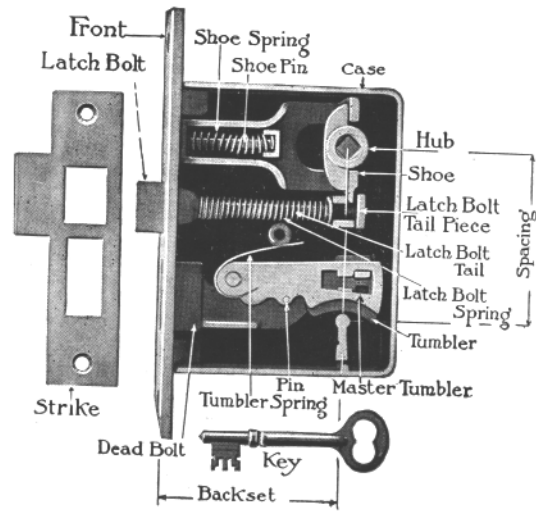 Front
Shoe Spring
Shoe Pin
Latch Bolt
Case
Hub
Shoe
Latch Bolt
Tail Piece
Spacing
Latch Bolt
Tail
Latch Bolt
Spring
Tumbler
Pin
Master Tumbler
Tumbler Spring
Strike
Dead Bolt
Key
Backset